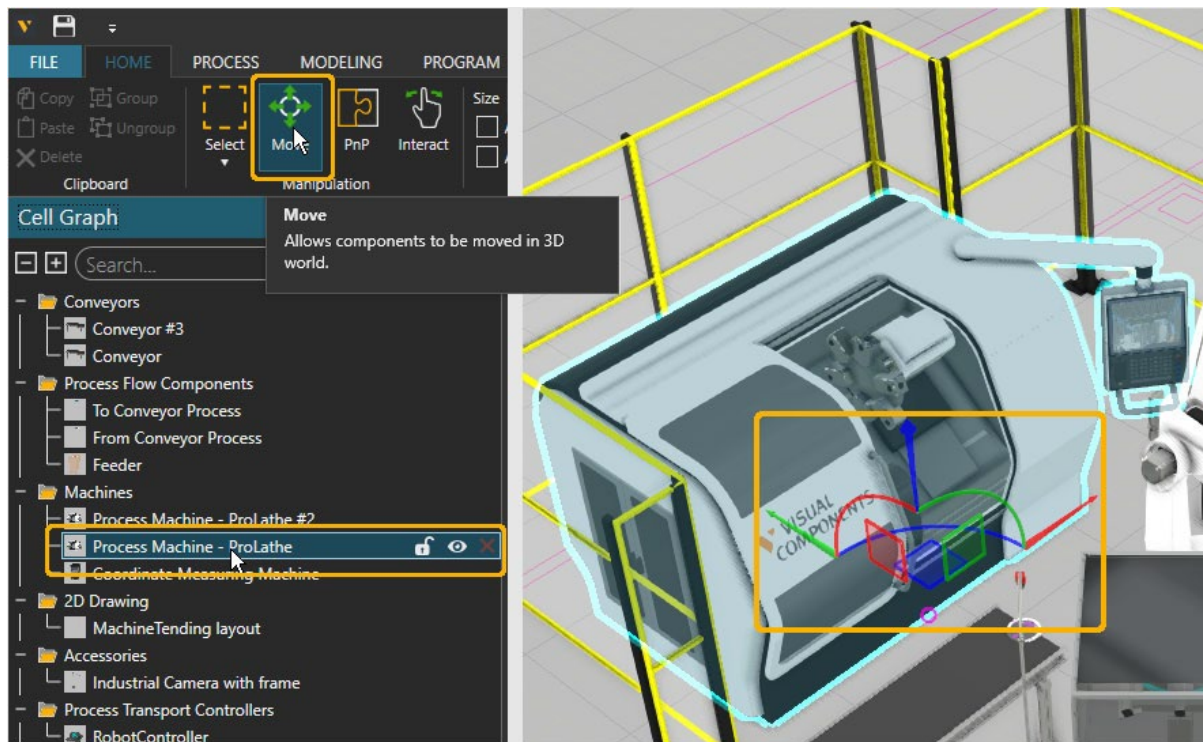 FILE HOME PROCESS MODELING PROGRAM
Copy Group
Paste Ungroup
Delete
Select
PnP
Interact
Size
Clipboard
Manipulation
Cell Graph
Move
Allows components to be moved in 3D
world.
Search...
Conveyors
Conveyor #3
Conveyor
Process Flow Components
To Conveyor Process
From Conveyor Process
Feeder
Machines
Process Machine - ProLathe #2
Process Machine - ProLathe
Coordinate Measuring Machine
2D Drawing
MachineTending layout
Accessories
Industrial Camera with frame
Process Transport Controllers
RobotController
VISUAL
COMPONENTS